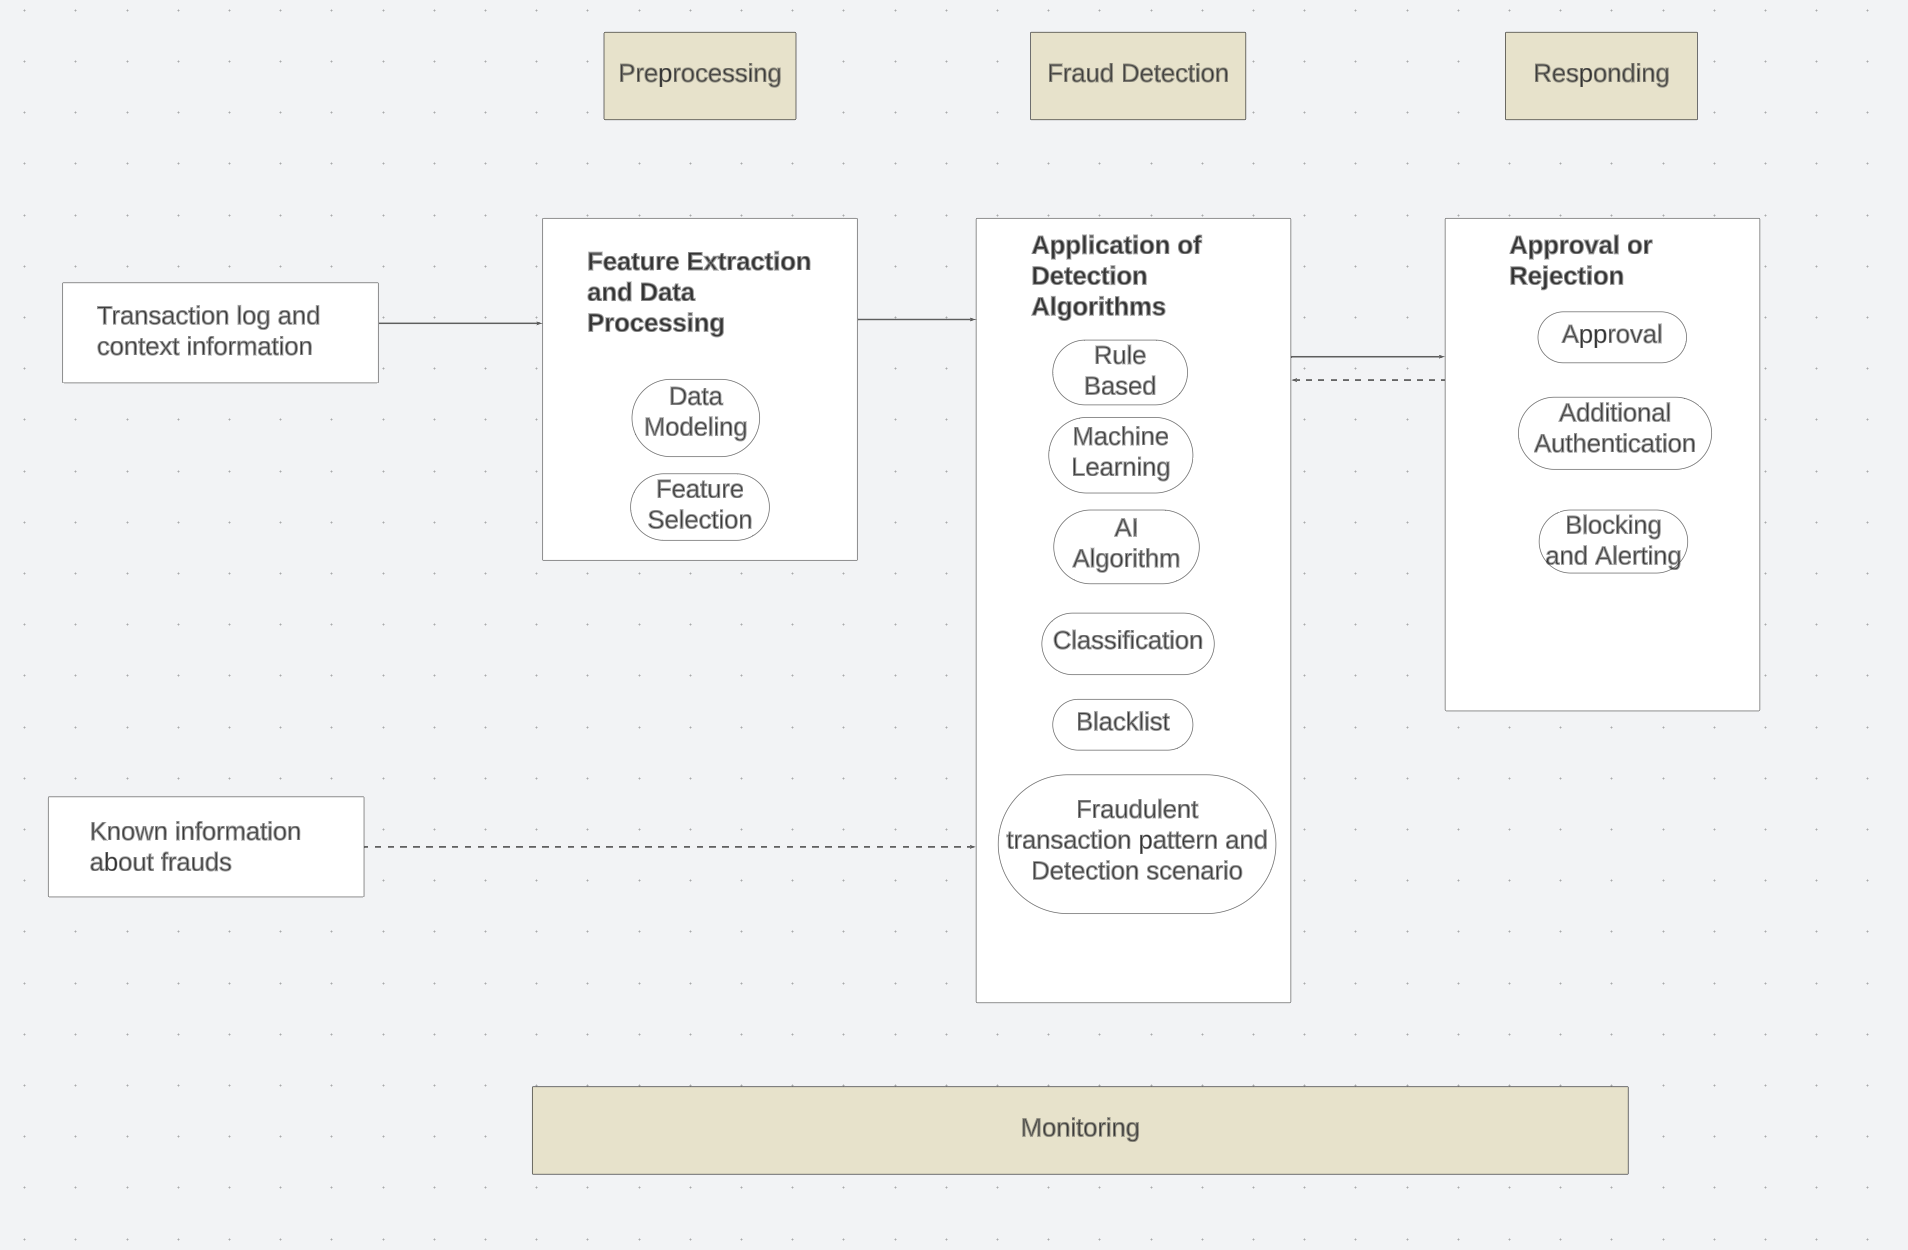 Preprocessing
Fraud Detection
Responding
Transaction log and
context information
Feature Extraction
and Data
Processing
Data
Modeling
Feature
Selection
Application of
Detection
Algorithms
Rule
Based
Machine
Learning
AI
Algorithm
Classification
Blacklist
Fraudulent
transaction pattern and
Detection scenario
Approval or
Rejection
Approval
Additional
Authentication
Blocking
and Alerting
Known information
about frauds
Monitoring